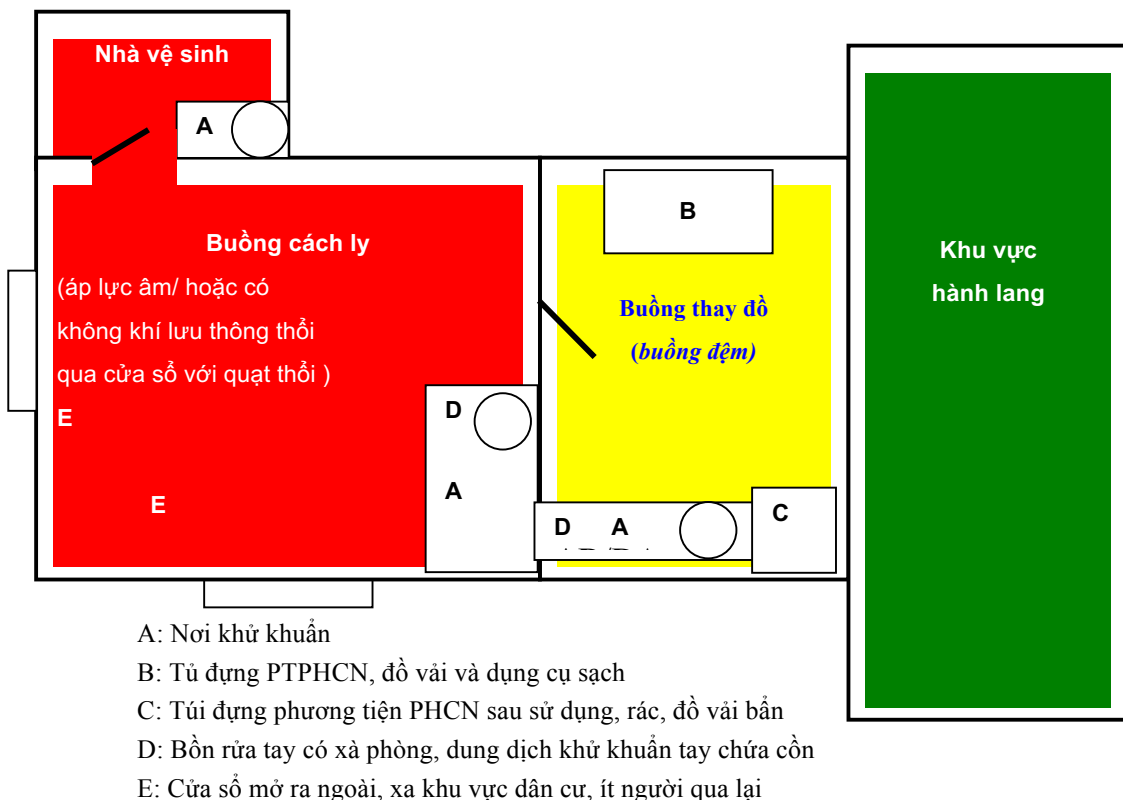 Nhà vệ sinh
A
Buồng cách ly
(áp lực âm/ hoặc có
không khí lưu thông thổi
qua cửa sổ với quạt thổi )
E
E
D
A
B
Buồng thay đồ
(buồng đệm)
D A
C
Khu vực
hành lang
A: Nơi khử khuẩn
B: Tủ đựng PTPHCN, đồ vải và dụng cụ sạch
C: Túi đựng phương tiện PHCN sau sử dụng, rác, đồ vải bẩn
D: Bồn rửa tay có xà phòng, dung dịch khử khuẩn tay chứa cồn
E: Cửa sổ mở ra ngoài, xa khu vực dân cư, ít người qua lại